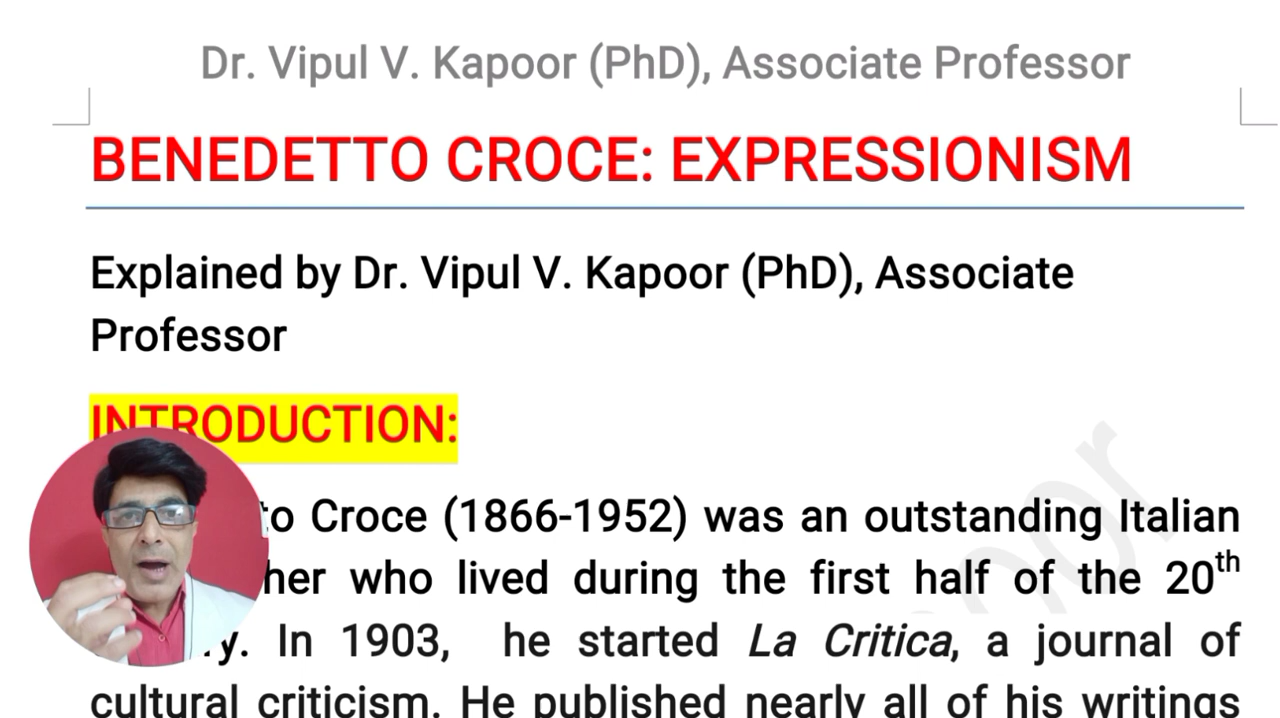 Dr. Vipul V. Kapoor (PhD), Associate Professor
BENEDETTO CROCE: EXPRESSIONISM
Explained by Dr. Vipul V. Kapoor (PhD), Associate
Professor
INTRODUCTION:
to Croce (1866-1952) was an outstanding Italian
her who lived during the first half of the 20th
ry. In 1903, he started La Critica, a journal of
cultural criticism. He published nearly all of his writings
oor